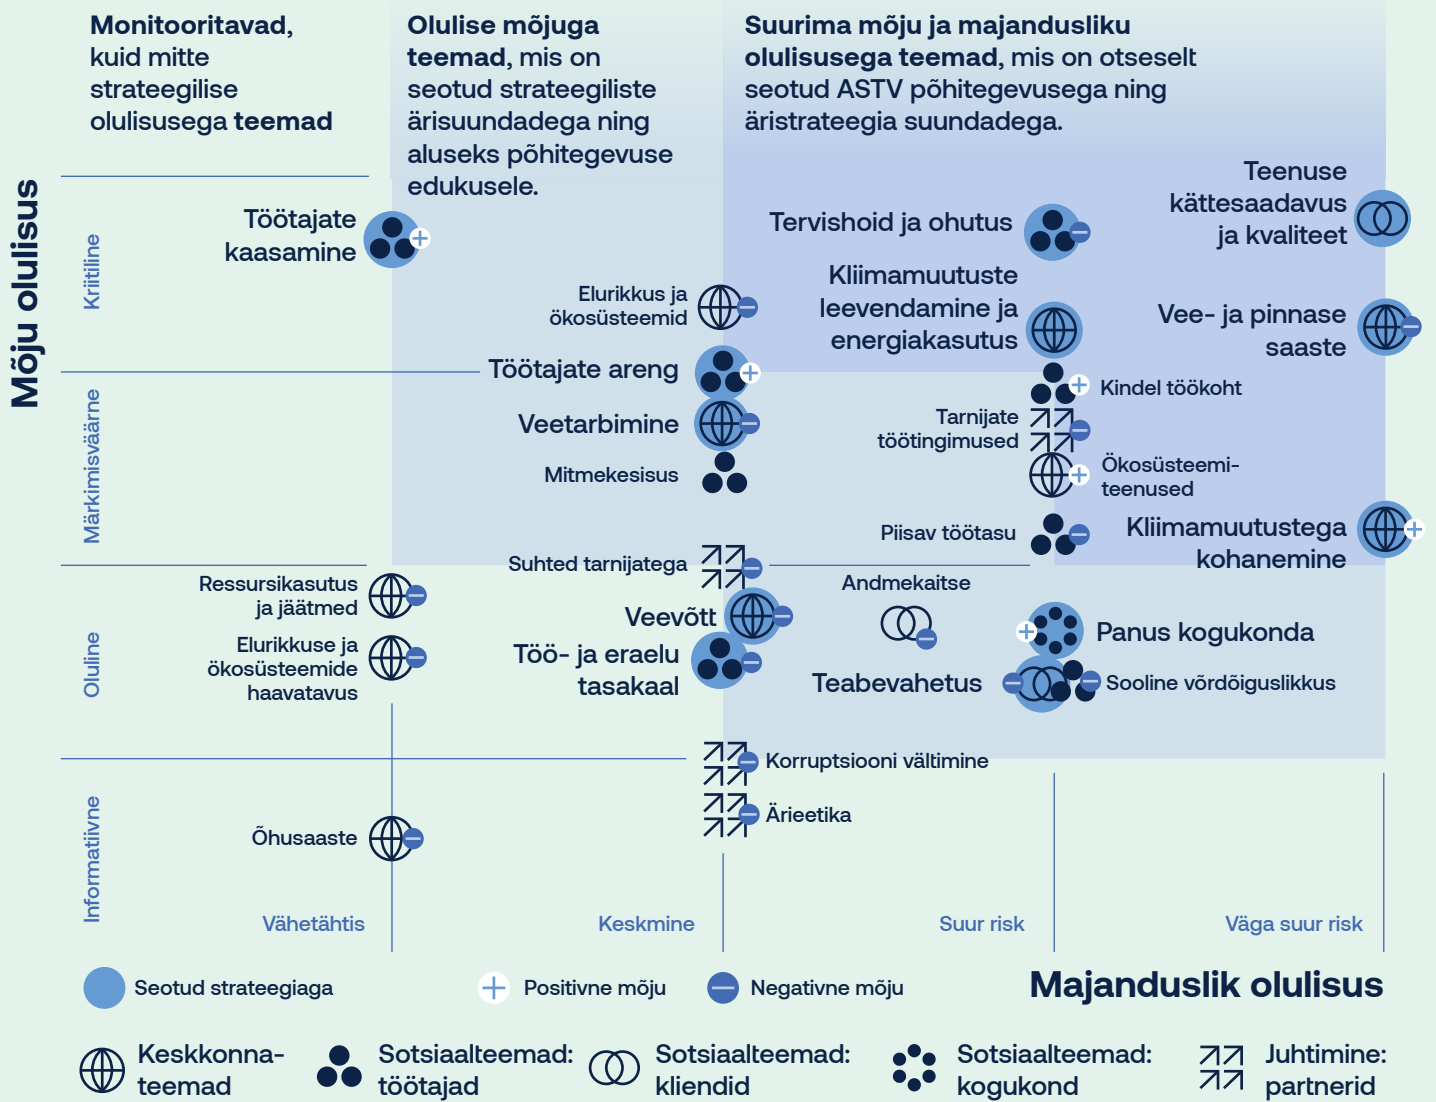 Monitooritavad,
kuid mitte
strateegilise
olulisusega teemad
Olulise mõjuga
teemad, mis on
seotud strateegiliste
ärisuundadega ning
aluseks põhitegevuse
edukusele.
Suurima mõju ja majandusliku
olulisusega teemad, mis on otseselt
seotud ASTV põhitegevusega ning
äristrateegia suundadega.
Mõju olulisus
Kriitiline
Märkimisväärne
Oluline
Informatiivne
Töötajate
kaasamine
Tervishoid ja ohutus
Teenuse
kättesaadavus
ja kvaliteet
Elurikkus ja
ökosüsteemid
Kliimamuutuste
leevendamine ja
energiakasutus
Vee- ja pinnase
saaste
Töötajate areng
Kindel töökoht
Veetarbimine
Tarnijate
töötingimused
Mitmekesisus
Ökosüsteemi-
teenused
Piisav töötasu
Kliimamuutustega
kohanemine
Suhted tarnijatega
Ressursikasutus
ja jäätmed
Andmekaitse
Veevõtt
Panus kogukonda
Elurikkuse ja
ökosüsteemide
haavatavus
Töö- ja eraelu
tasakaal
Teabevahetus
Sooline võrdõiguslikkus
Korruptsiooni vältimine
Ärieetika
Õhusaaste
Vähetähtis
Keskmine
Suur risk
Väga suur risk
Seotud strateegiaga
Positivne mõju
Negativne mõju
Majanduslik olulisus
Keskkonna-
teemad
Sotsiaalteemad:
töötajad
Sotsiaalteemad:
kliendid
Sotsiaalteemad:
kogukond
Juhtimine:
partnerid